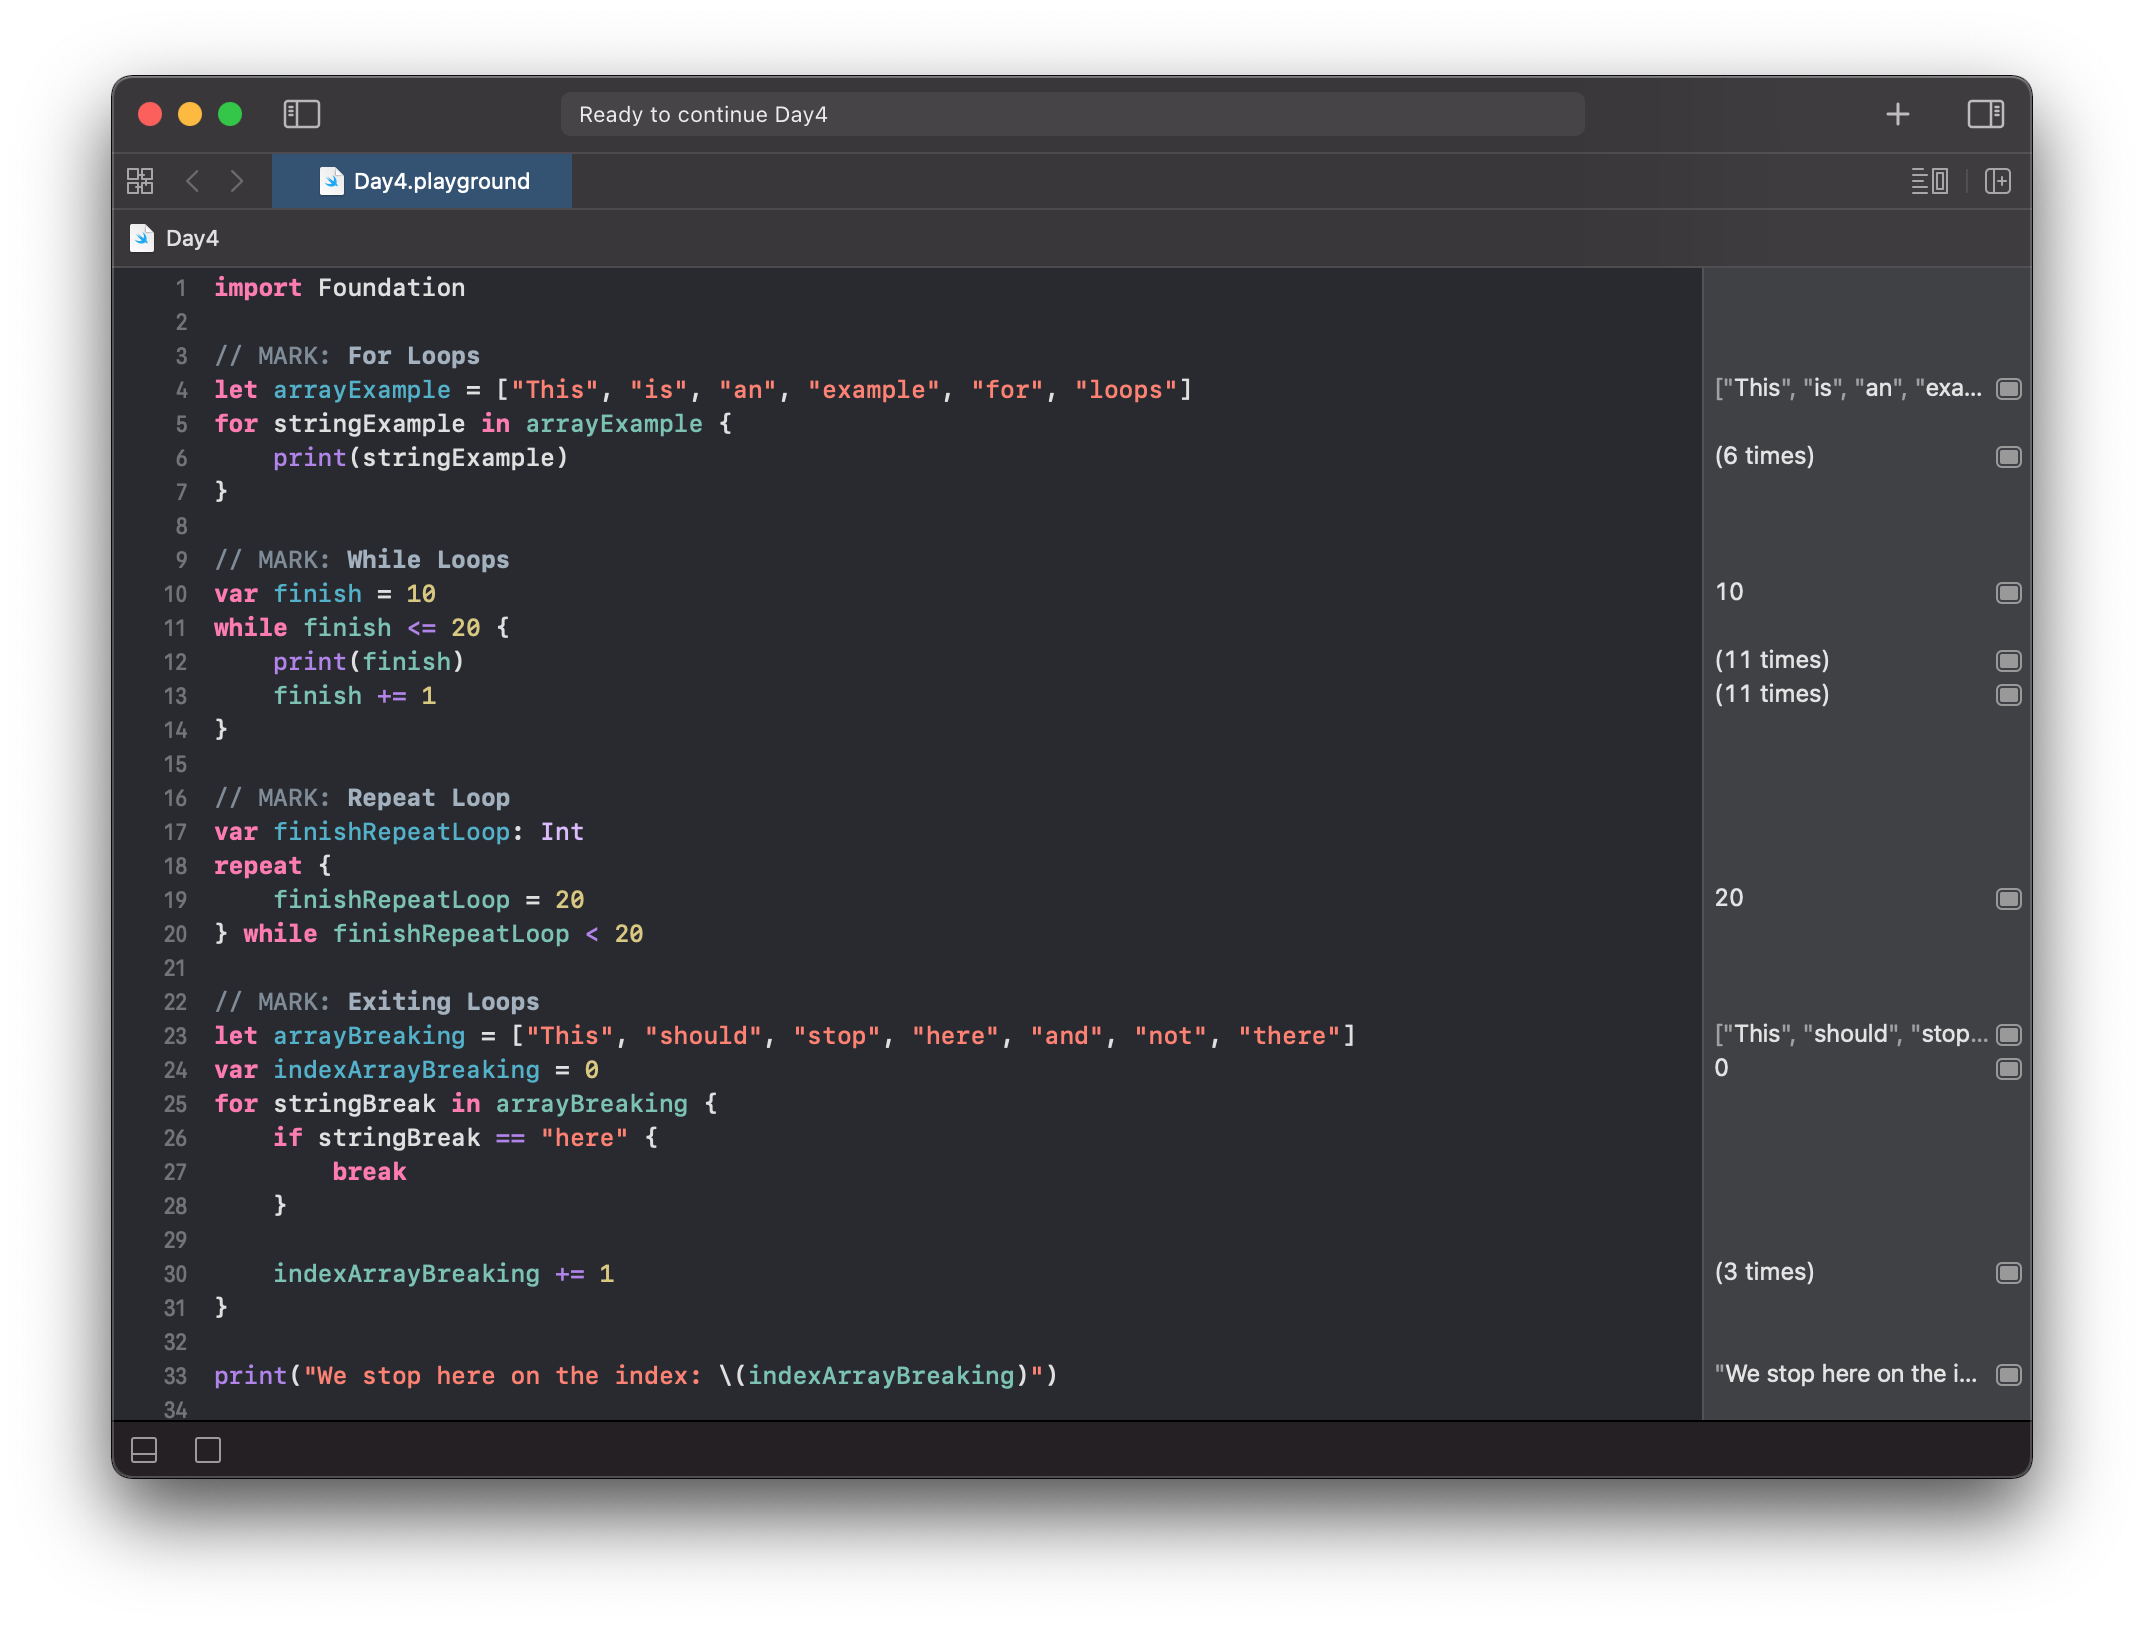 Ready to continue Day4
Day4.playground
Day4
1 import Foundation
2
3 // MARK: For Loops
4 let arrayExample = ["This", "is", "an", "example", "for", "loops"] ["This", "is", "an", "exa...
5 for stringExample in arrayExample {
6     print(stringExample) (6 times)
7 }
8
9 // MARK: While Loops
10 var finish = 10 10
11 while finish <= 20 {
12     print(finish) (11 times)
13     finish += 1 (11 times)
14 }
15
16 // MARK: Repeat Loop
17 var finishRepeatLoop: Int
18 repeat {
19     finishRepeatLoop = 20 20
20 } while finishRepeatLoop < 20
21
22 // MARK: Exiting Loops
23 let arrayBreaking = ["This", "should", "stop", "here", "and", "not", "there"] ["This", "should", "stop...
24 var indexArrayBreaking = 0 0
25 for stringBreak in arrayBreaking {
26     if stringBreak == "here" {
27         break
28     }
29
30     indexArrayBreaking += 1 (3 times)
31 }
32
33 print("We stop here on the index: \(indexArrayBreaking)") "We stop here on the i...
34